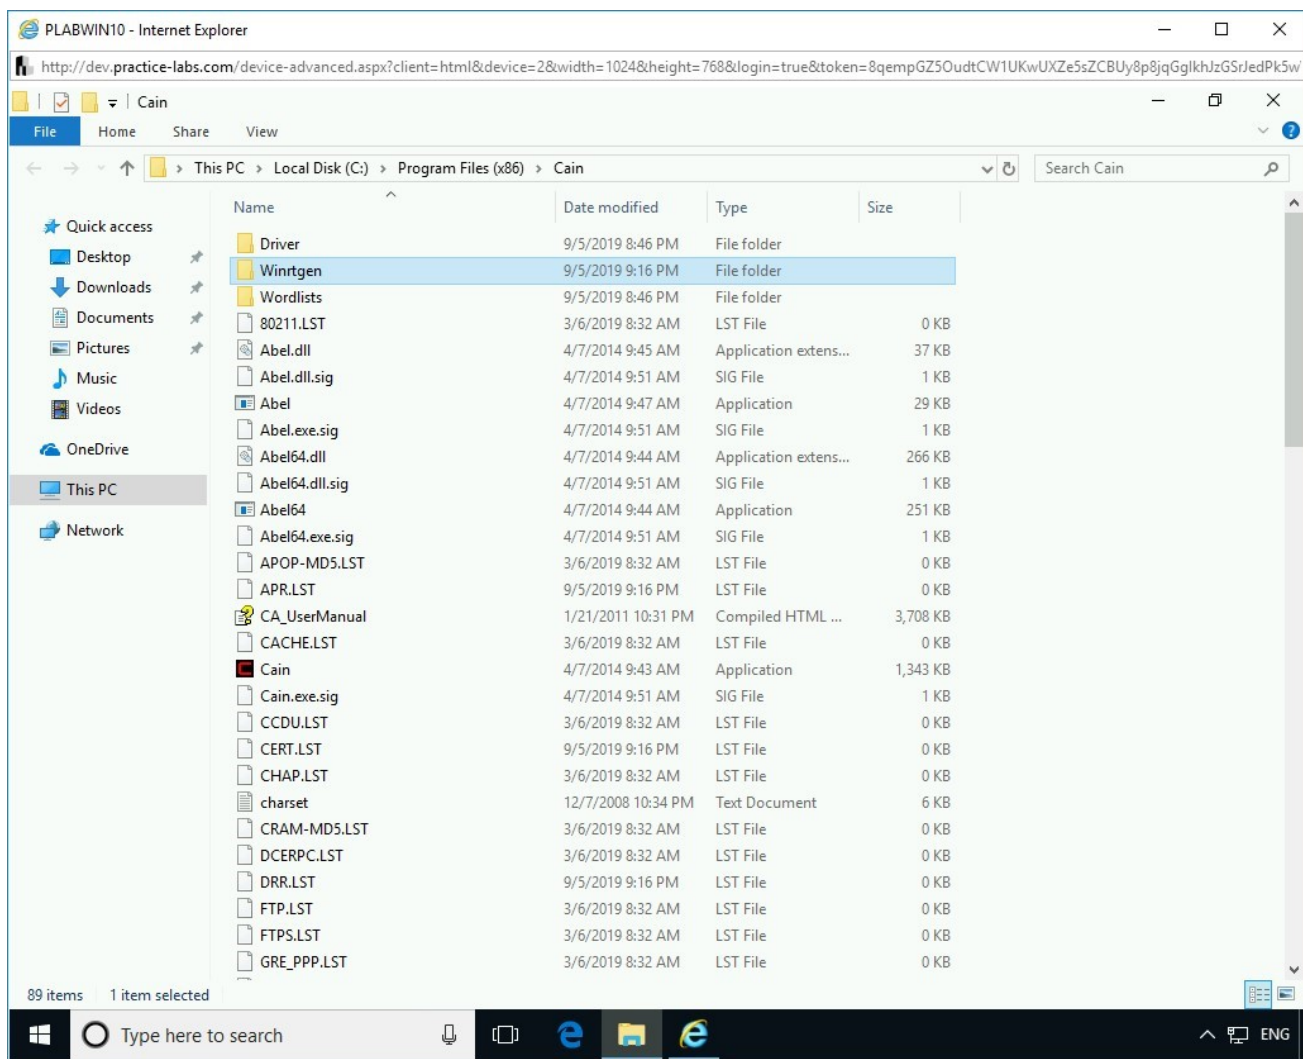 PLABWIN10 - Internet Explorer
http://dev.practice-labs.com/device-advanced.aspx?client=html&device=2&width=1024&height=768&login=true&token=8qempGZ5OudtCW1UKwUXZe5sZCBUy8p8jqGglkhJzGSrJedPk5w
Cain
File Home Share View
This PC > Local Disk (C:) > Program Files (x86) > Cain
Search Cain
Name Date modified Type Size
Quick access
Desktop
Downloads
Documents
Pictures
Music
Videos
OneDrive
This PC
Network
Driver 9/5/2019 8:46 PM File folder
Winrtgen 9/5/2019 9:16 PM File folder
Wordlists 9/5/2019 8:46 PM File folder
80211.LST 3/6/2019 8:32 AM LST File 0 KB
Abel.dll 4/7/2014 9:45 AM Application extens... 37 KB
Abel.dll.sig 4/7/2014 9:51 AM SIG File 1 KB
Abel 4/7/2014 9:47 AM Application 29 KB
Abel.exe.sig 4/7/2014 9:51 AM SIG File 1 KB
Abel64.dll 4/7/2014 9:44 AM Application extens... 266 KB
Abel64.dll.sig 4/7/2014 9:51 AM SIG File 1 KB
Abel64 4/7/2014 9:44 AM Application 251 KB
Abel64.exe.sig 4/7/2014 9:51 AM SIG File 1 KB
APOP-MD5.LST 3/6/2019 8:32 AM LST File 0 KB
APR.LST 9/5/2019 9:16 PM LST File 0 KB
CA_UserManual 1/21/2011 10:31 PM Compiled HTML ... 3,708 KB
CACHE.LST 3/6/2019 8:32 AM LST File 0 KB
Cain 4/7/2014 9:43 AM Application 1,343 KB
Cain.exe.sig 4/7/2014 9:51 AM SIG File 1 KB
CCDU.LST 3/6/2019 8:32 AM LST File 0 KB
CERT.LST 9/5/2019 9:16 PM LST File 0 KB
CHAP.LST 3/6/2019 8:32 AM LST File 0 KB
charset 12/7/2008 10:34 PM Text Document 6 KB
CRAM-MD5.LST 3/6/2019 8:32 AM LST File 0 KB
DCERPC.LST 3/6/2019 8:32 AM LST File 0 KB
DRR.LST 9/5/2019 9:16 PM LST File 0 KB
FTP.LST 3/6/2019 8:32 AM LST File 0 KB
FTPS.LST 3/6/2019 8:32 AM LST File 0 KB
GRE_PPP.LST 3/6/2019 8:32 AM LST File 0 KB
89 items 1 item selected
Type here to search
ENG